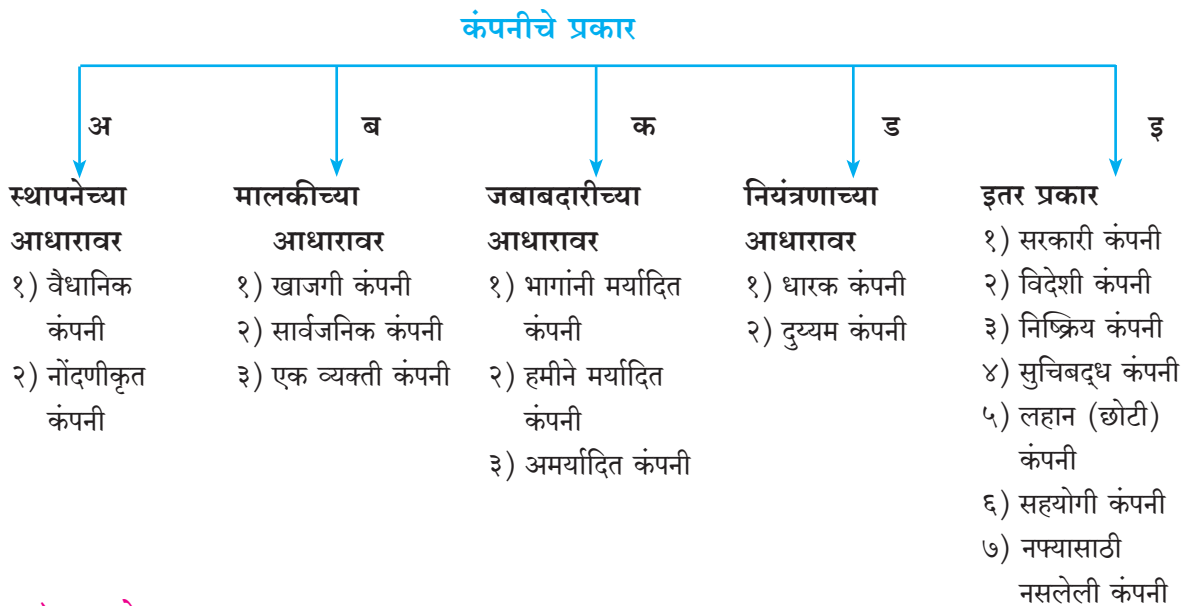 कंपनीचे प्रकार
अ
ब
क
ड
इ
स्थापनेच्या
आधारावर
१) वैधानिक
कंपनी
२) नोंदणीकृत
कंपनी
मालकीच्या
आधारावर
१) खाजगी कंपनी
२) सार्वजनिक कंपनी
३) एक व्यक्ती कंपनी
जबाबदारीच्या
आधारावर
१) भागांनी मर्यादित
कंपनी
२) हमीने मर्यादित
कंपनी
३) अमर्यादित कंपनी
नियंत्रणाच्या
आधारावर
१) धारक कंपनी
२) दुय्यम कंपनी
इतर प्रकार
१) सरकारी कंपनी
२) विदेशी कंपनी
३) निष्क्रिय कंपनी
४) सुचिबद्ध कंपनी
५) लहान (छोटी)
कंपनी
६) सहयोगी कंपनी
७) नफ्यासाठी
नसलेली कंपनी